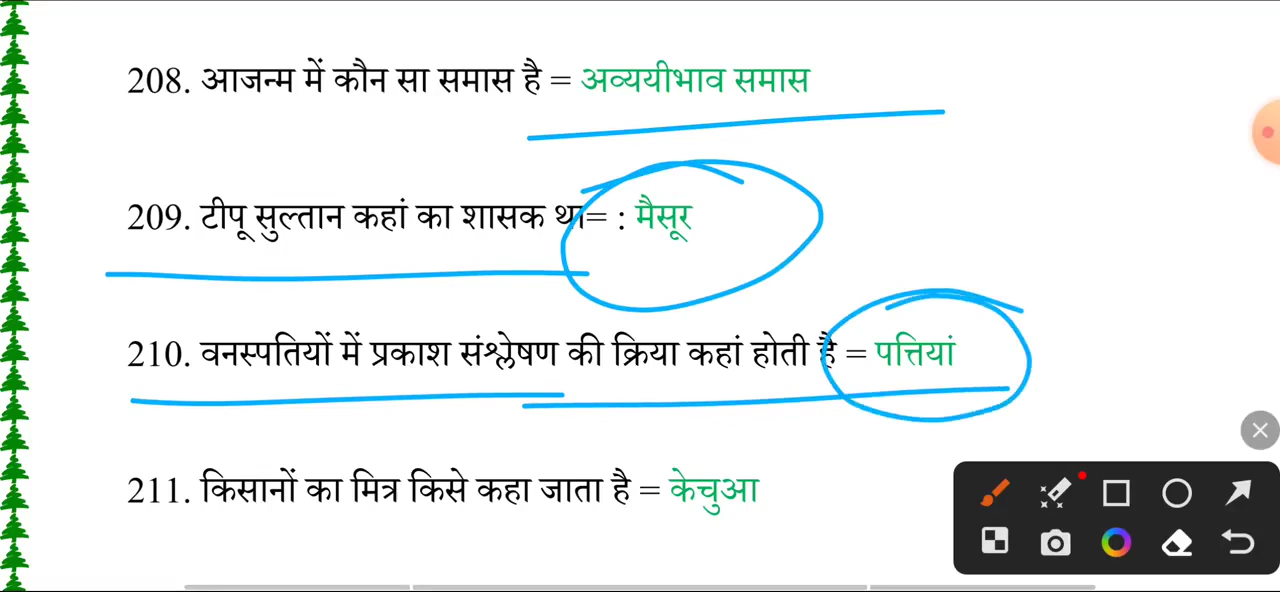 208. आजन्म में कौन सा समास है = अव्ययीभाव समास
209. टीपू सुल्तान कहां का शासक था= : मैसूर
210. वनस्पतियों में प्रकाश संश्लेषण की क्रिया कहां होती है = पत्तियां
211. किसानों का मित्र किसे कहा जाता है = केचुआ